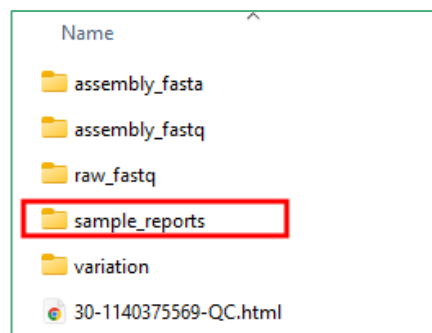 Name
assembly_fasta
assembly_fastq
raw_fastq
sample_reports
variation
30-1140375569-QC.html